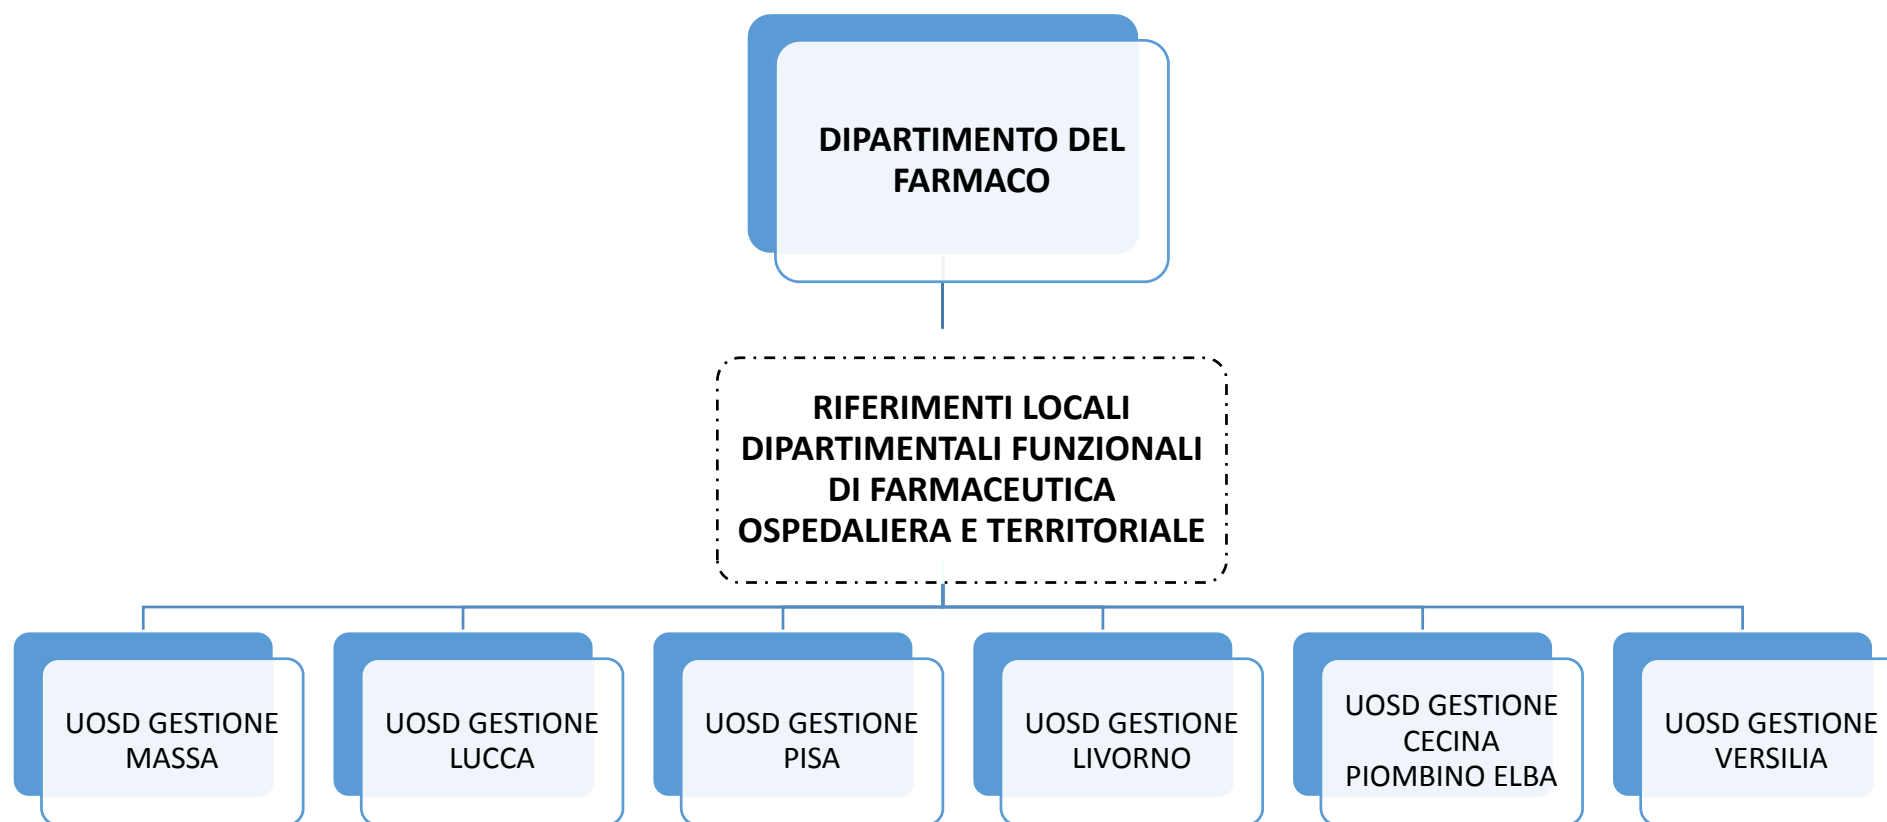 DIPARTIMENTO DEL
FARMACO
RIFERIMENTI LOCALI
DIPARTIMENTALI FUNZIONALI
DI FARMACEUTICA
OSPEDALIERA E TERRITORIALE
UOSD GESTIONE
MASSA
UOSD GESTIONE
LUCCA
UOSD GESTIONE
PISA
UOSD GESTIONE
LIVORNO
UOSD GESTIONE
CECINA
PIOMBINO ELBA
UOSD GESTIONE
VERSILIA